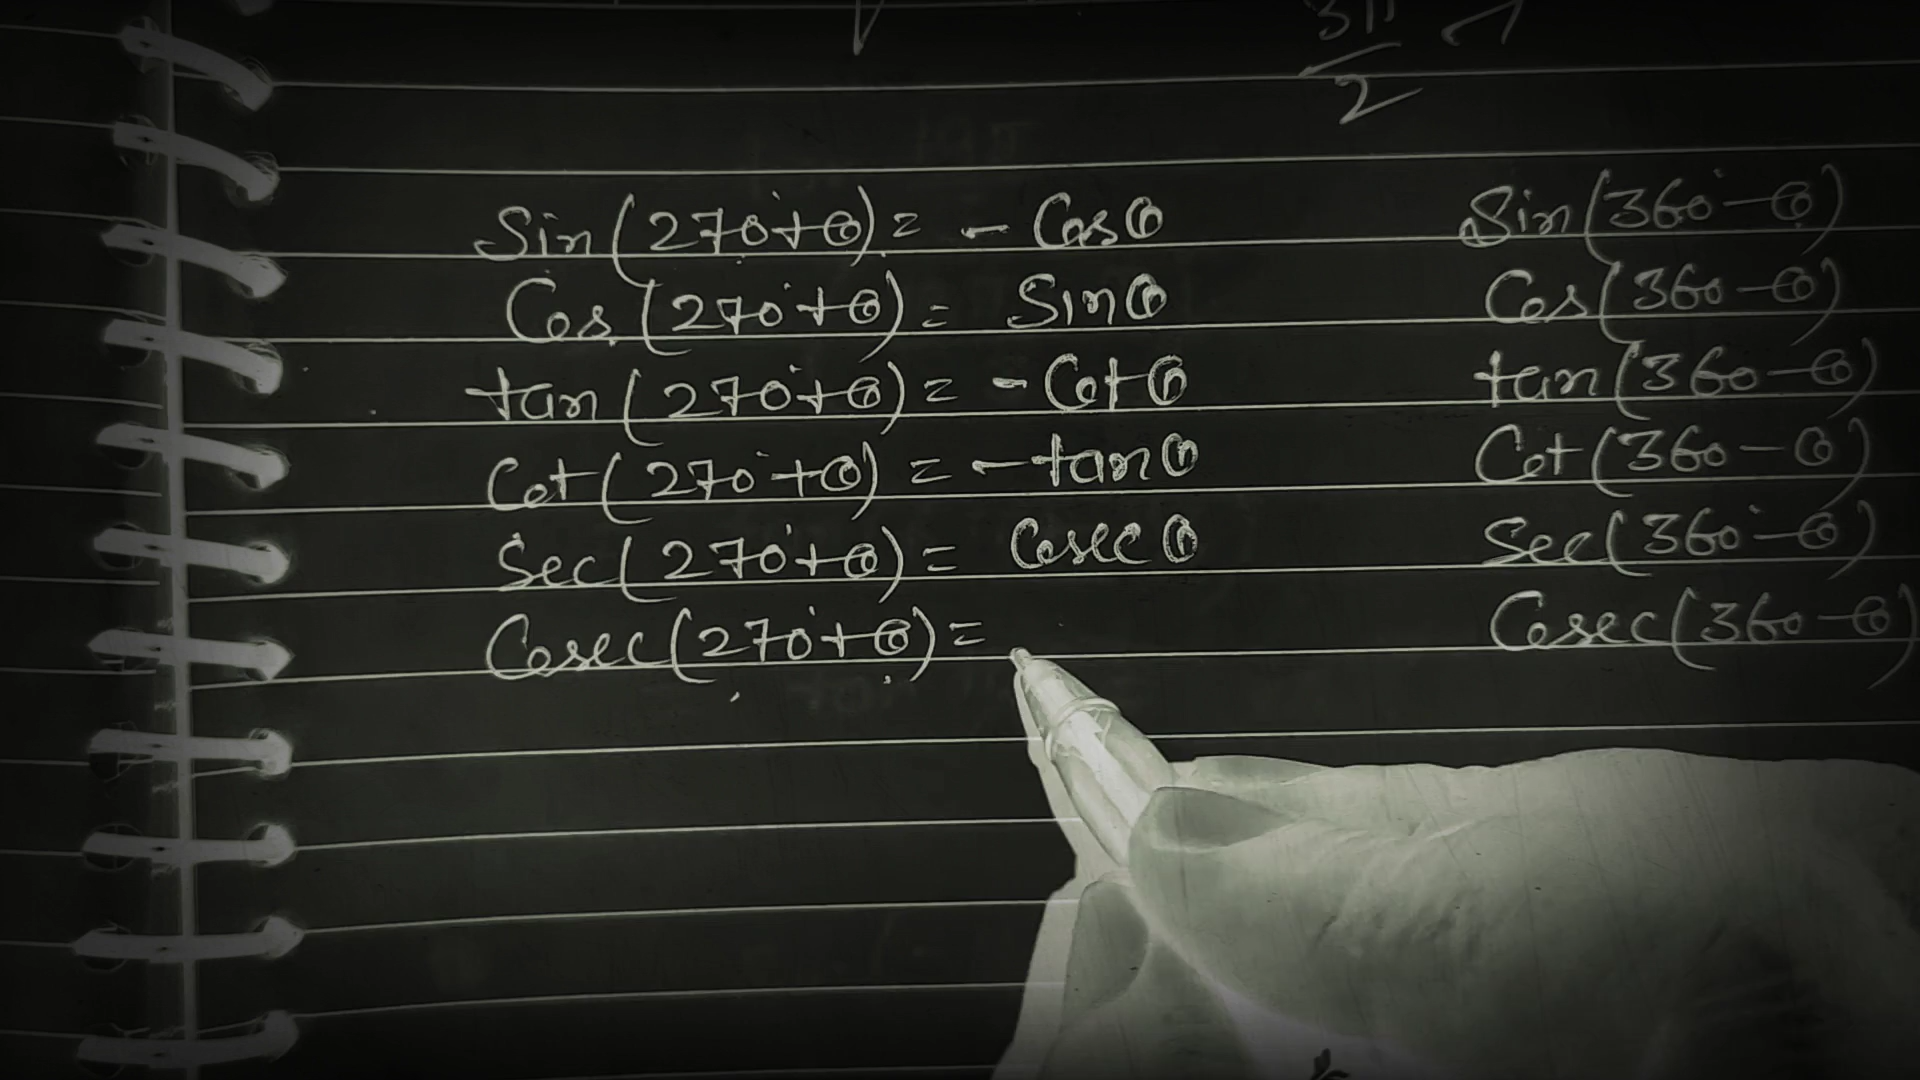 3π/2
Sin(270°+θ) = - Cosθ
Cos(270°+θ) = Sinθ
tan(270°+θ) = - Cotθ
Cot(270°+θ) = - tanθ
Sec(270°+θ) = Cosecθ
Cosec(270°+θ) =
Sin(360°-θ)
Cos(360-θ)
tan(360-θ)
Cot(360-θ)
Sec(360°-θ)
Cosec(360-θ)